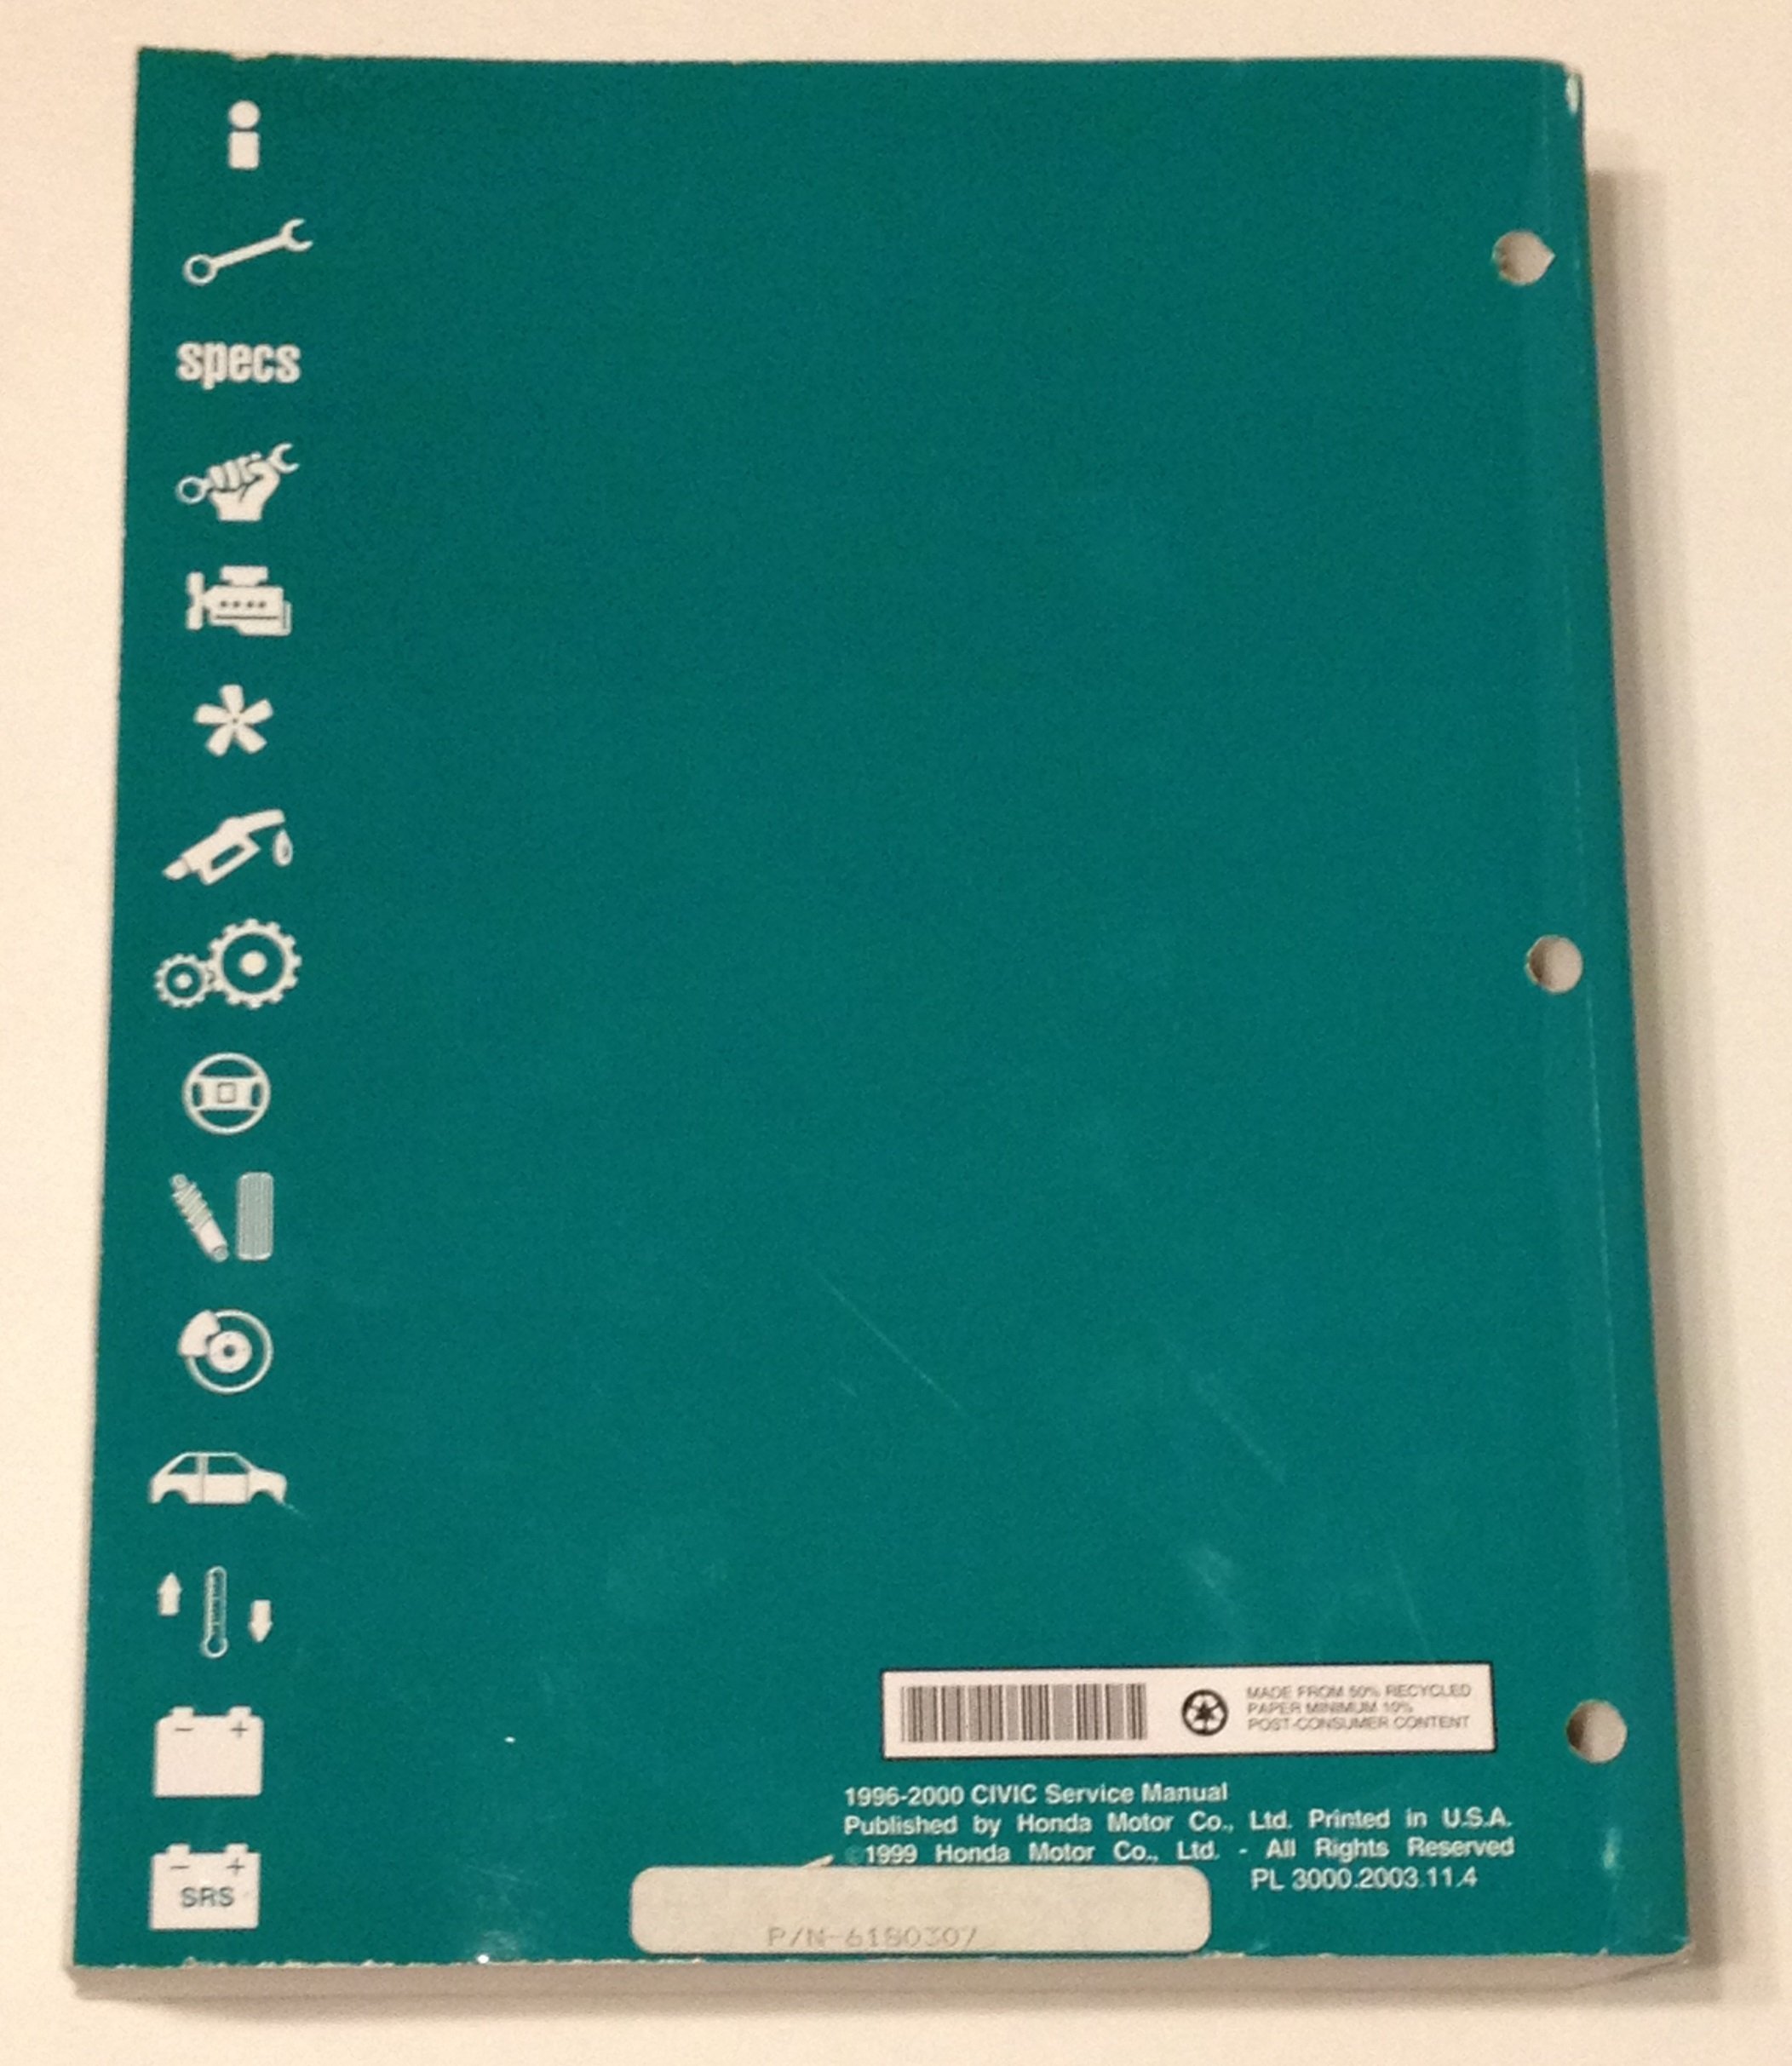 specs
- +
- +
SRS
MADE FROM 50% RECYCLED
PAPER MINIMUM 10%
POST-CONSUMER CONTENT
1996-2000 CIVIC Service Manual
Published by Honda Motor Co., Ltd. Printed in U.S.A.
©1999 Honda Motor Co., Ltd. - All Rights Reserved
PL 3000.2003.11.4
P/N-6180307